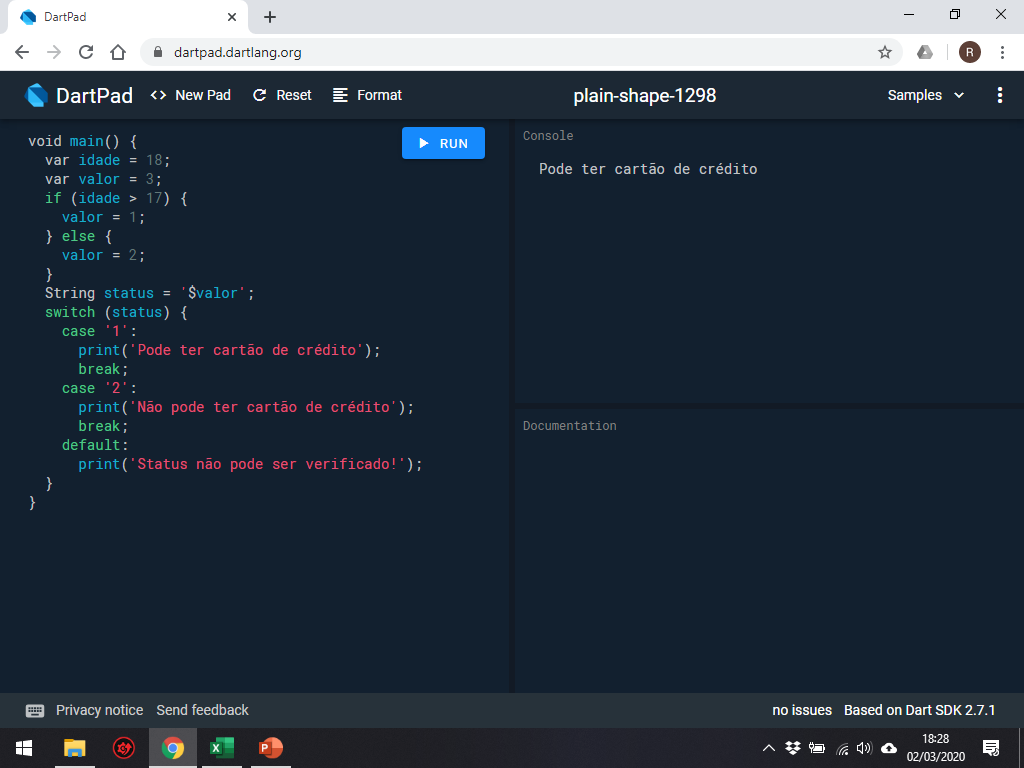 DartPad
dartpad.dartlang.org
R
DartPad
<> New Pad
Reset
Format
plain-shape-1298
Samples
void main() {
  var idade = 18;
  var valor = 3;
  if (idade > 17) {
    valor = 1;
  } else {
    valor = 2;
  }
  String status = '$valor';
  switch (status) {
    case '1':
      print('Pode ter cartão de crédito');
      break;
    case '2':
      print('Não pode ter cartão de crédito');
      break;
    default:
      print('Status não pode ser verificado!');
  }
}
RUN
Console
Pode ter cartão de crédito
Documentation
Privacy notice
Send feedback
no issues
Based on Dart SDK 2.7.1
X
P
18:28
02/03/2020